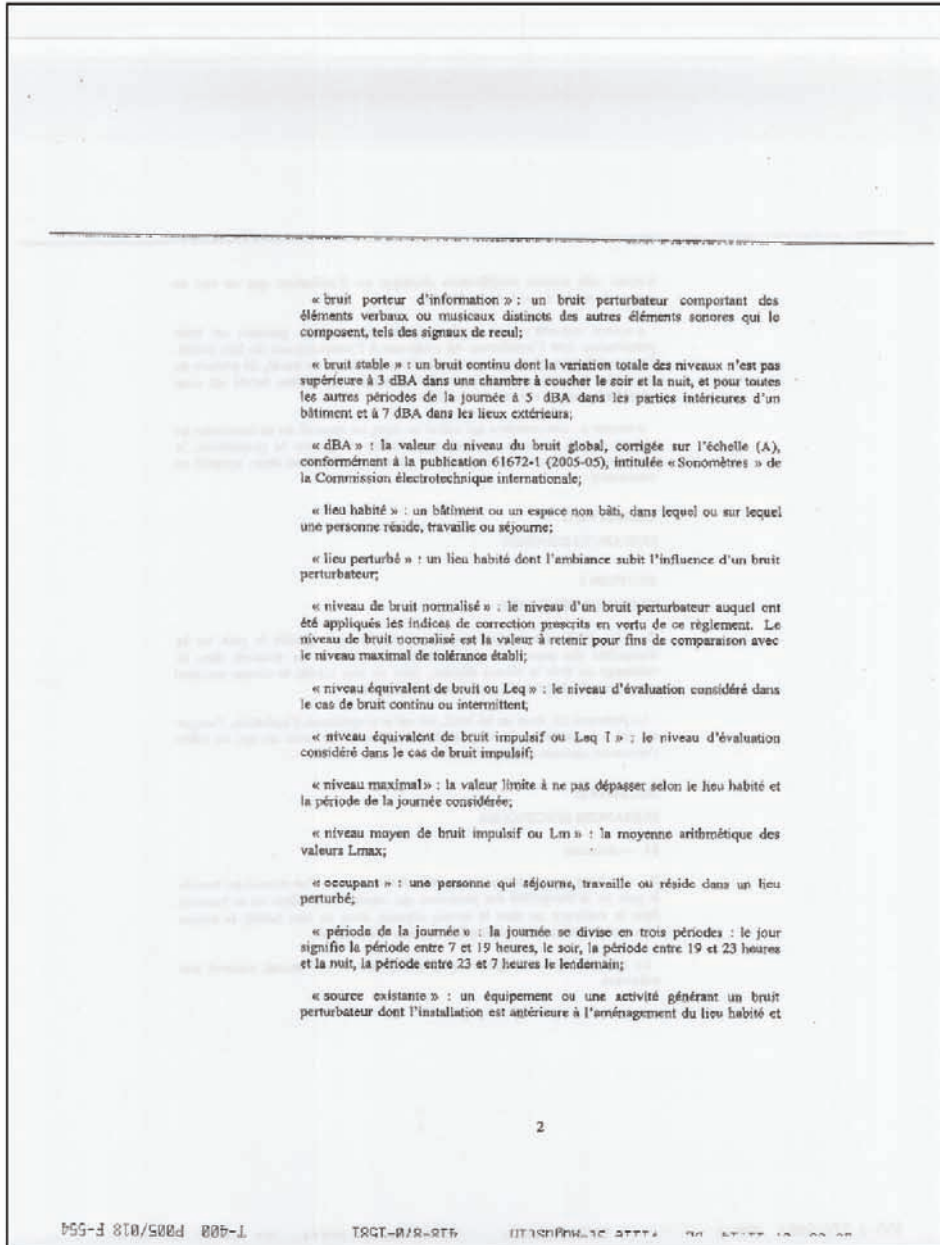 « bruit porteur d'information » : un bruit perturbateur comportant des
éléments verbaux ou musicaux distincts des autres éléments sonores qui le
composent, tels des signaux de recul;
« bruit stable » : un bruit continu dont la variation totale des niveaux n'est pas
supérieure à 3 dBA dans une chambre à coucher le soir et la nuit, et pour toutes
les autres périodes de la journée à 5 dBA dans les parties intérieures d'un
bâtiment et à 7 dBA dans les lieux extérieurs;
« dBA » : la valeur du niveau du bruit global, corrigée sur l'échelle (A),
conformément à la publication 61672-1 (2005-05), intitulée « Sonomètres » de
la Commission électrotechnique internationale;
« lieu habité » : un bâtiment ou un espace non bâti, dans lequel ou sur lequel
une personne réside, travaille ou séjourne;
« lieu perturbé » : un lieu habité dont l'ambiance subit l'influence d'un bruit
perturbateur;
« niveau de bruit normalisé » : le niveau d'un bruit perturbateur auquel ont
été appliqués les indices de correction prescrits en vertu de ce règlement. Le
niveau de bruit normalisé est la valeur à retenir pour fins de comparaison avec
le niveau maximal de tolérance établi;
« niveau équivalent de bruit ou Leq » : le niveau d'évaluation considéré dans
le cas de bruit continu ou intermittent;
« niveau équivalent de bruit impulsif ou Leq I » : le niveau d'évaluation
considéré dans le cas de bruit impulsif;
« niveau maximal» : la valeur limite à ne pas dépasser selon le lieu habité et
la période de la journée considérée;
« niveau moyen de bruit impulsif ou Lm » : la moyenne arithmétique des
valeurs Lmax;
« occupant » : une personne qui séjourne, travaille ou réside dans un lieu
perturbé;
« période de la journée » : la journée se divise en trois périodes : le jour
signifie la période entre 7 et 19 heures, le soir, la période entre 19 et 23 heures
et la nuit, la période entre 23 et 7 heures le lendemain;
« source existante » : un équipement ou une activité générant un bruit
perturbateur dont l'installation est antérieure à l'aménagement du lieu habité et
2
T-400 P005/018 F-554